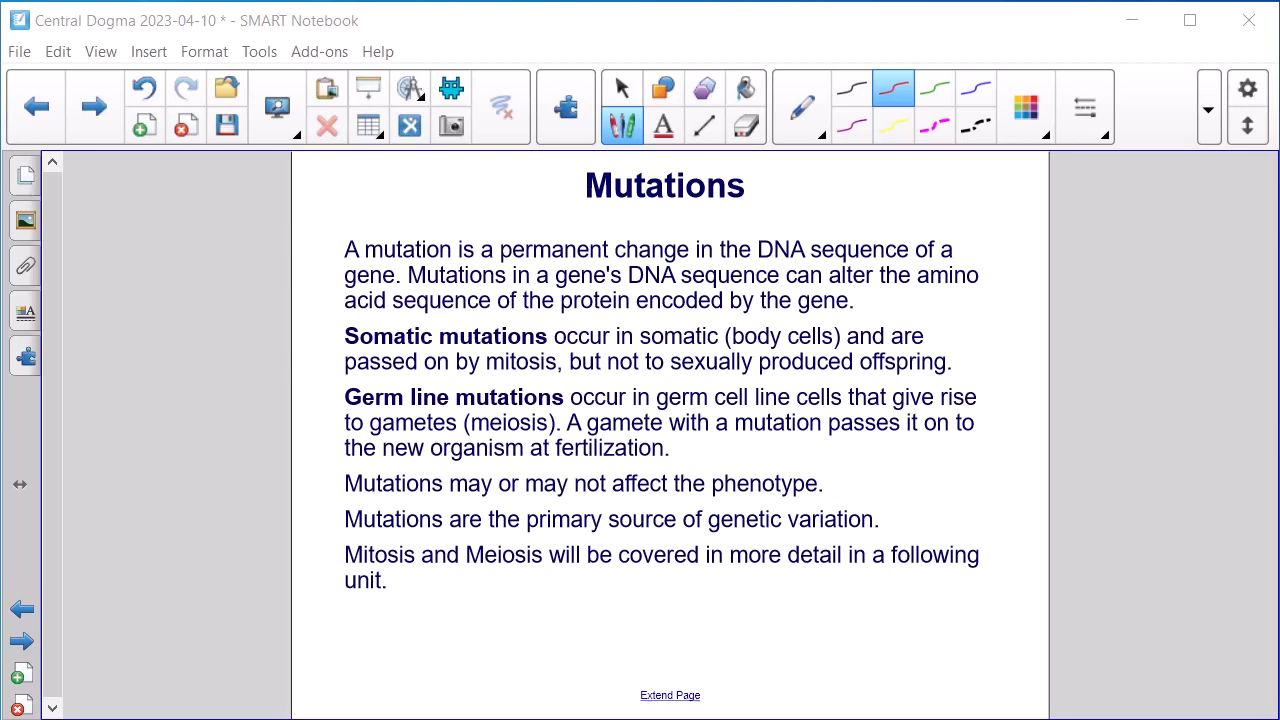 Central Dogma 2023-04-10 * - SMART Notebook
File Edit View Insert Format Tools Add-ons Help
Mutations
A mutation is a permanent change in the DNA sequence of a
gene. Mutations in a gene's DNA sequence can alter the amino
acid sequence of the protein encoded by the gene.
Somatic mutations occur in somatic (body cells) and are
passed on by mitosis, but not to sexually produced offspring.
Germ line mutations occur in germ cell line cells that give rise
to gametes (meiosis). A gamete with a mutation passes it on to
the new organism at fertilization.
Mutations may or may not affect the phenotype.
Mutations are the primary source of genetic variation.
Mitosis and Meiosis will be covered in more detail in a following
unit.
Extend Page